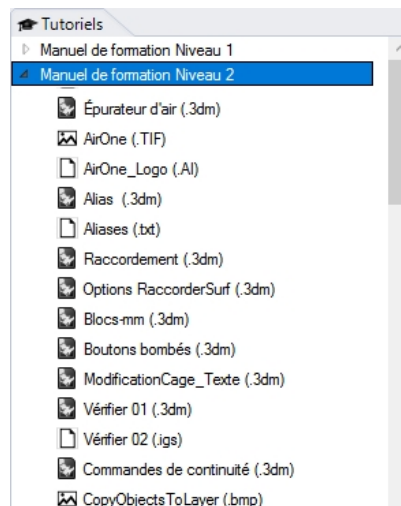 Tutoriels
Manuel de formation Niveau 1
Manuel de formation Niveau 2
Épurateur d'air (.3dm)
AirOne (.TIF)
AirOne_Logo (.AI)
Alias (.3dm)
Aliases (.txt)
Raccordement (.3dm)
Options RaccorderSurf (.3dm)
Blocs-mm (.3dm)
Boutons bombés (.3dm)
ModificationCage_Texte (.3dm)
Vérifier 01 (.3dm)
Vérifier 02 (.igs)
Commandes de continuité (.3dm)
CopyObjectsToLayer (.bmp)